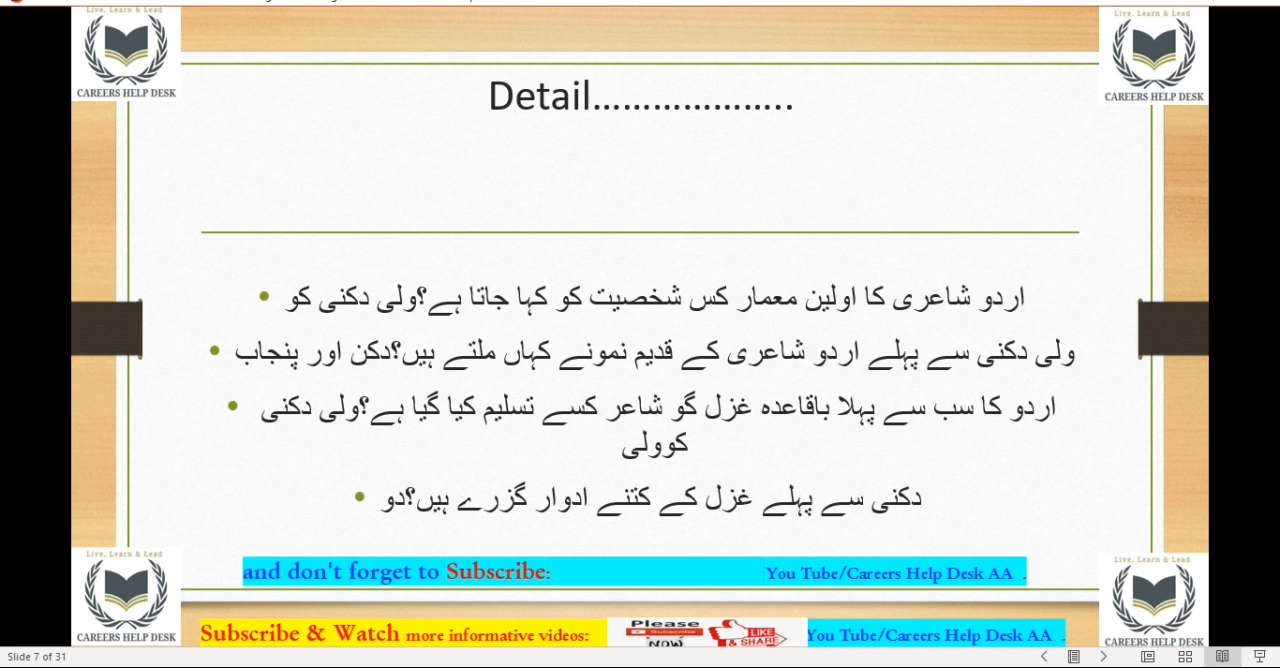 Live, Learn & Lead
CAREERS HELP DESK
Live, Learn & Lead
CAREERS HELP DESK
Detail………………..
اردو شاعری کا اولین معمار کس شخصیت کو کہا جاتا ہے؟ولی دکنی کو
ولی دکنی سے پہلے اردو شاعری کے قدیم نمونے کہاں ملتے ہیں؟دکن اور پنجاب
اردو کا سب سے پہلا باقاعدہ غزل گو شاعر کسے تسلیم کیا گیا ہے؟ولی دکنی
کوولی
دکنی سے پہلے غزل کے کتنے ادوار گزرے ہیں؟دو
Live, Learn & Lead
CAREERS HELP DESK
Live, Learn & Lead
CAREERS HELP DESK
and don't forget to Subscribe: You Tube/Careers Help Desk AA .
Subscribe & Watch more informative videos:
Please
Subscribe
NOW
LIKE
& SHARE
You Tube/Careers Help Desk AA .
Slide 7 of 31